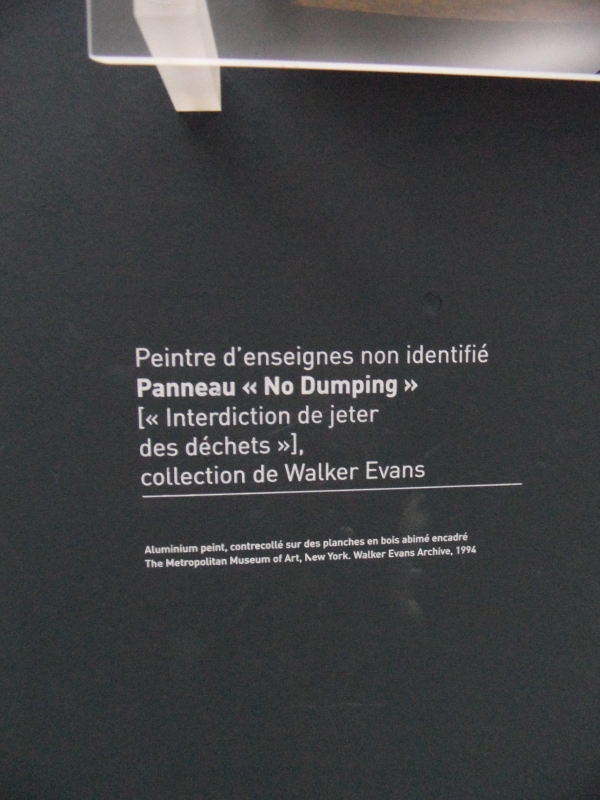 Peintre d'enseignes non identifié
Panneau « No Dumping »
[« Interdiction de jeter
des déchets »],
collection de Walker Evans
Aluminium peint, contrecollé sur des planches en bois abimé encadré
The Metropolitan Museum of Art, New York. Walker Evans Archive, 1994